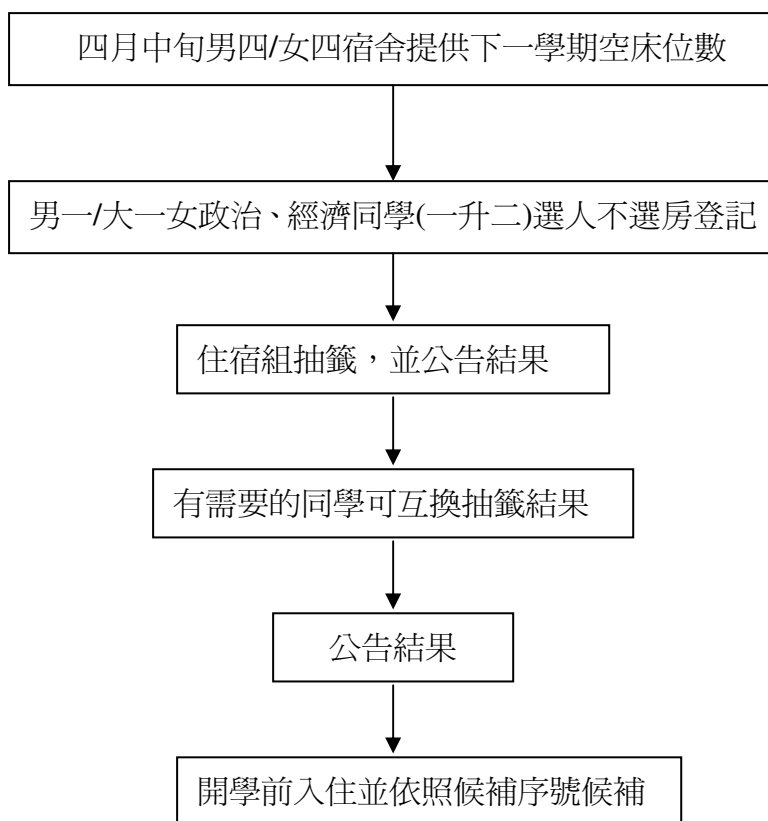 四月中旬男四/女四宿舍提供下一學期空床位數
男一/大一女政治、經濟同學(一升二)選人不選房登記
住宿組抽籤，並公告結果
有需要的同學可互換抽籤結果
公告結果
開學前入住並依照候補序號候補